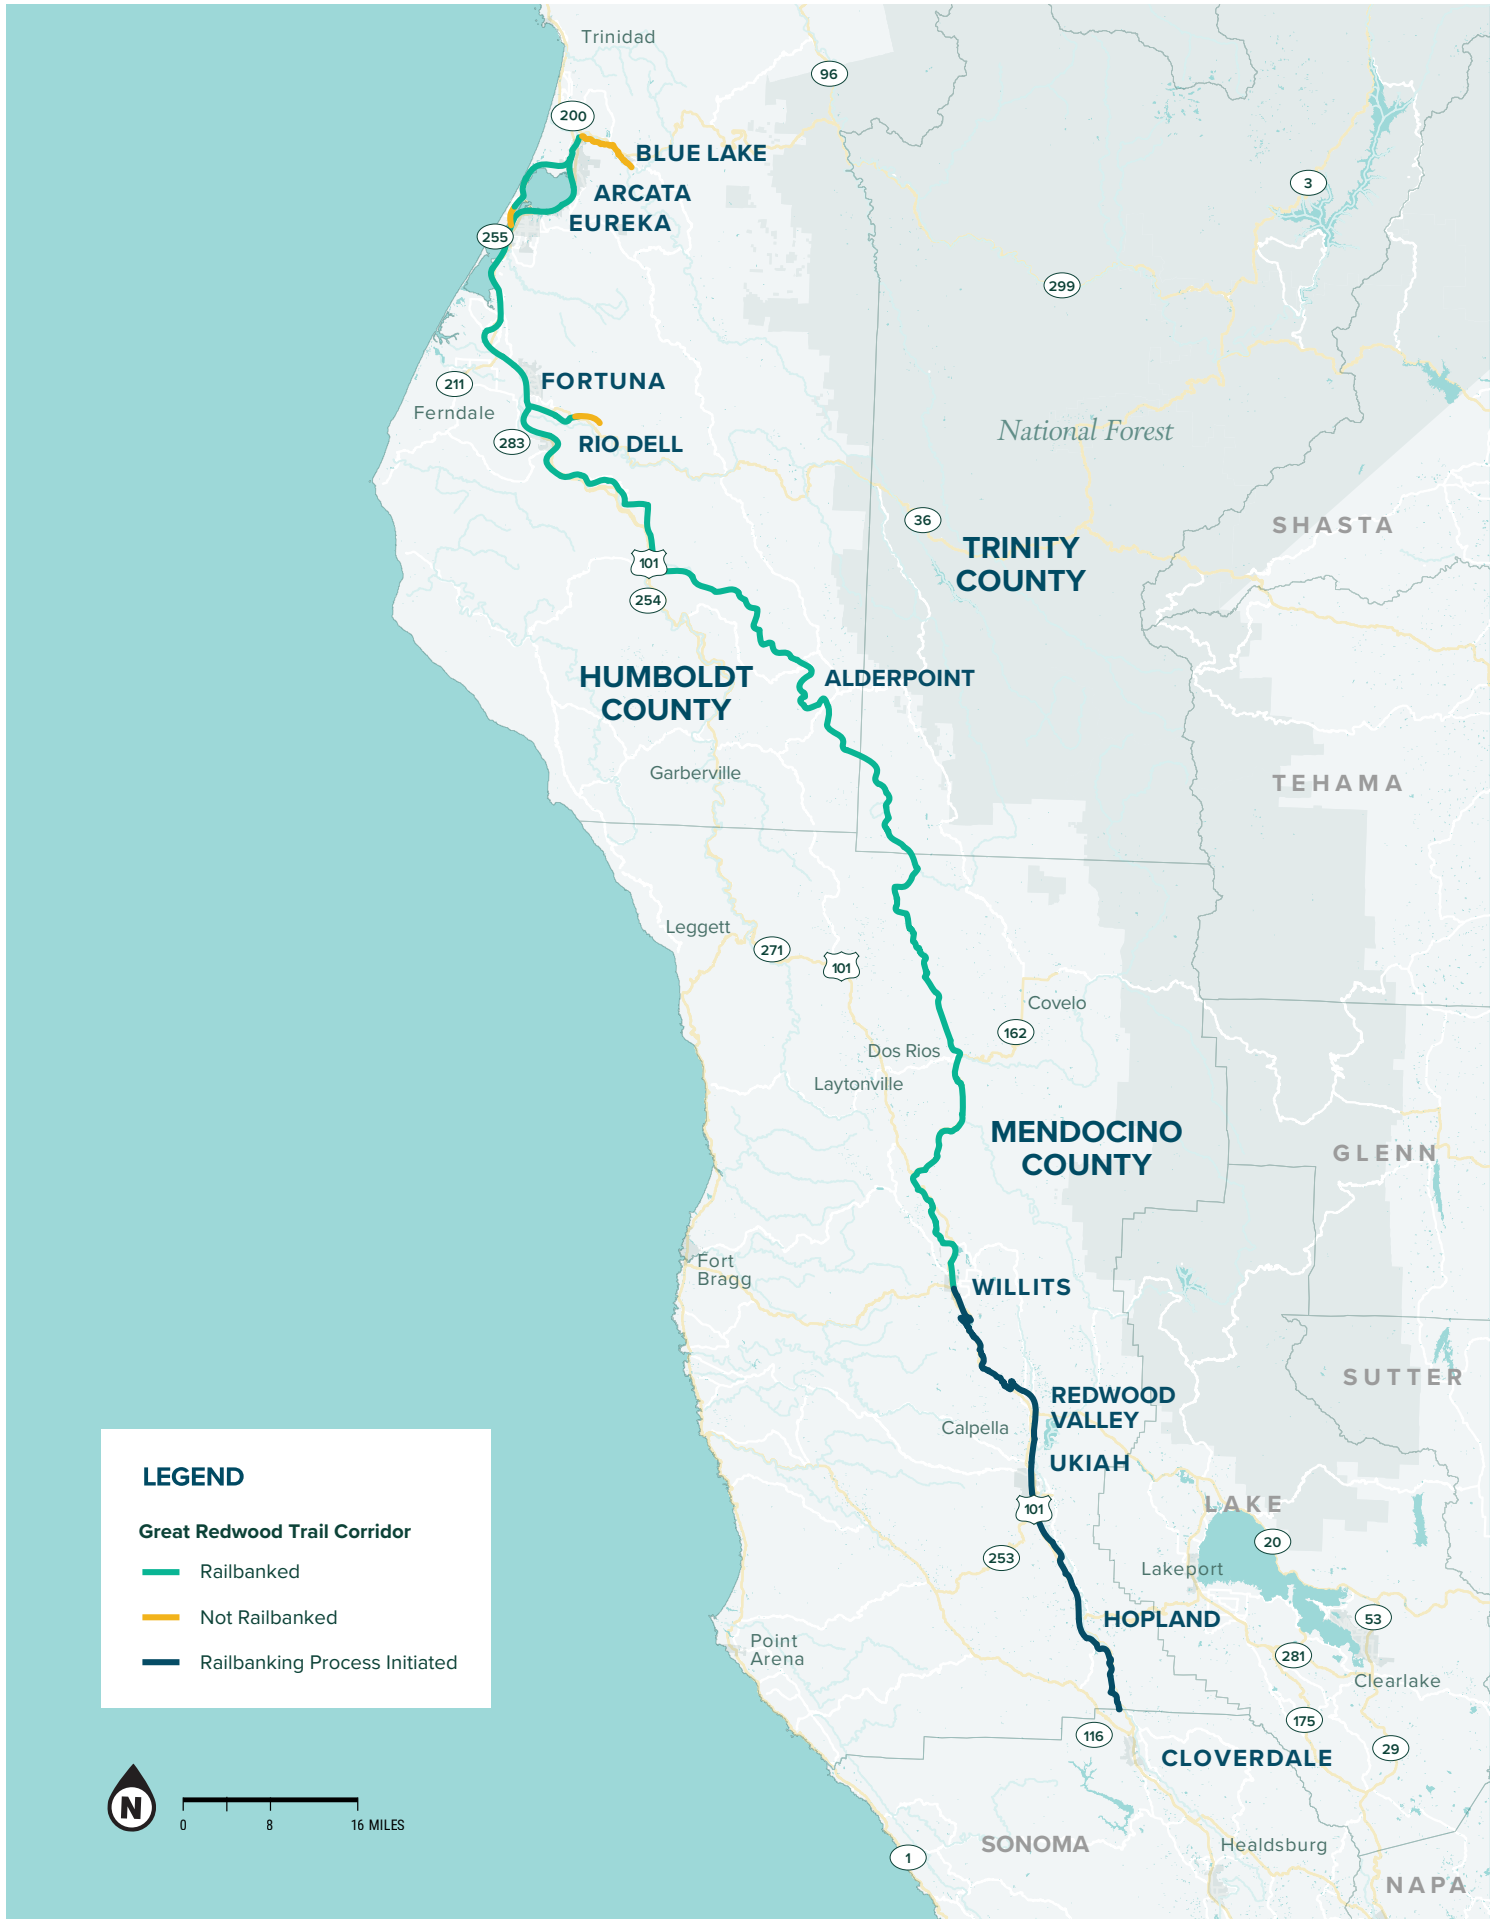 Trinidad
96
200
BLUE LAKE
3
ARCATA
EUREKA
255
299
FORTUNA
211
Ferndale
National Forest
283
RIO DELL
36
SHASTA
TRINITY
COUNTY
101
254
HUMBOLDT
COUNTY
ALDERPOINT
Garberville
TEHAMA
Leggett
271
101
Covelo
162
Dos Rios
Laytonville
MENDOCINO
COUNTY
GLENN
Fort
Bragg
WILLITS
SUTTER
REDWOOD
VALLEY
Calpella
UKIAH
101
LAKE
20
253
Lakeport
HOPLAND
53
Point
Arena
281
Clearlake
175
116
29
CLOVERDALE
SONOMA
Healdsburg
1
NAPA
LEGEND
Great Redwood Trail Corridor
Railbanked
Not Railbanked
Railbanking Process Initiated
N
0 8 16 MILES